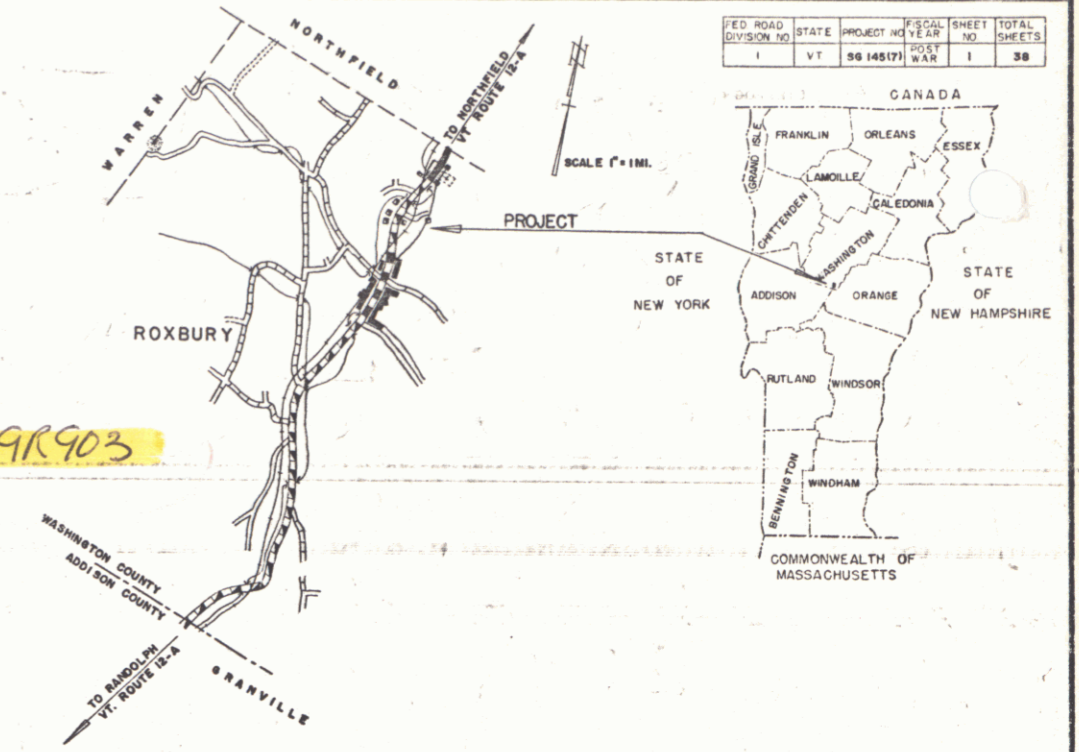 FED ROAD DIVISION NO STATE PROJECT NO FISCAL YEAR SHEET NO TOTAL SHEETS
1 VT SG 145(7) POST WAR 1 38
NORTHFIELD
WARREN
TO NORTHFIELD
VT. ROUTE 12-A
SCALE 1" = 1 MI.
PROJECT
ROXBURY
9R903
WASHINGTON COUNTY
ADDISON COUNTY
TO RANDOLPH
VT. ROUTE 12-A
GRANVILLE
CANADA
GRAND ISLE
FRANKLIN
ORLEANS
ESSEX
LAMOILLE
CALEDONIA
CHITTENDEN
WASHINGTON
STATE
OF
NEW YORK
ADDISON
ORANGE
STATE
OF
NEW HAMPSHIRE
RUTLAND
WINDSOR
BENNINGTON
WINDHAM
COMMONWEALTH OF
MASSACHUSETTS